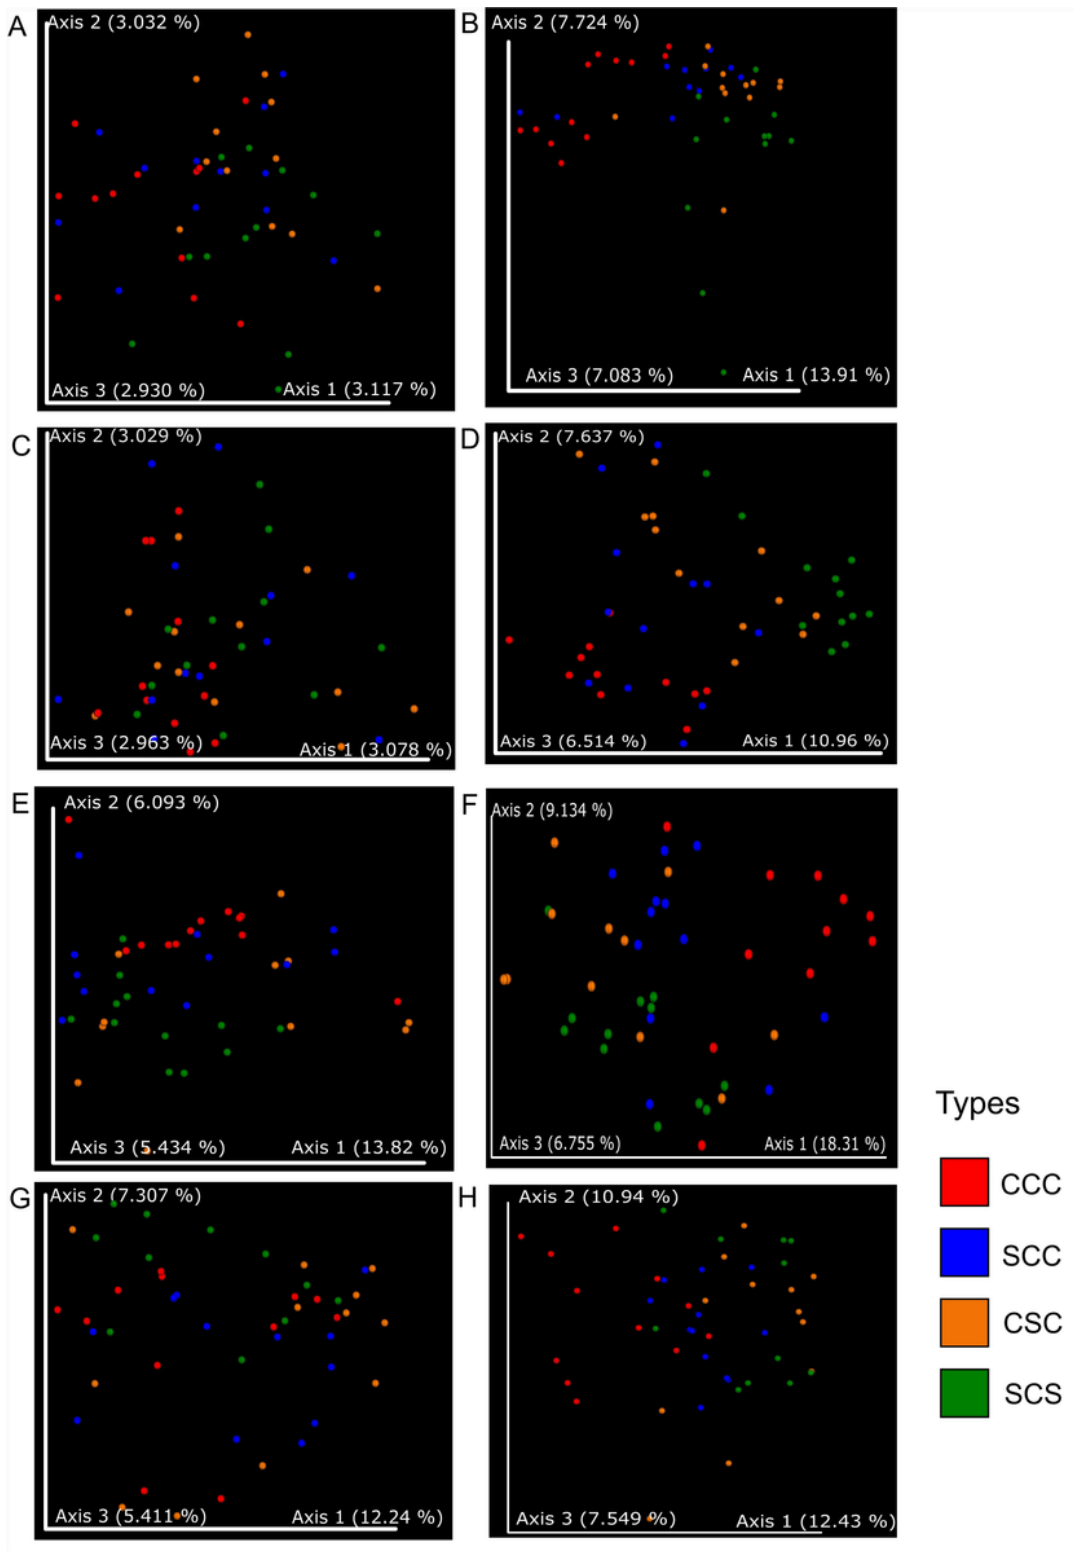 A
Axis 2 (3.032 %)
Axis 3 (2.930 %)
Axis 1 (3.117 %)
B
Axis 2 (7.724 %)
Axis 3 (7.083 %)
Axis 1 (13.91 %)
C
Axis 2 (3.029 %)
Axis 3 (2.963 %)
Axis 1 (3.078 %)
D
Axis 2 (7.637 %)
Axis 3 (6.514 %)
Axis 1 (10.96 %)
E
Axis 2 (6.093 %)
Axis 3 (5.434 %)
Axis 1 (13.82 %)
F
Axis 2 (9.134 %)
Axis 3 (6.755 %)
Axis 1 (18.31 %)
G
Axis 2 (7.307 %)
Axis 3 (5.411 %)
Axis 1 (12.24 %)
H
Axis 2 (10.94 %)
Axis 3 (7.549 %)
Axis 1 (12.43 %)
Types
CCC
SCC
CSC
SCS